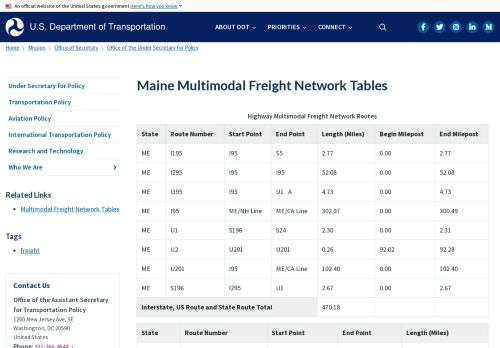 An official website of the United States government Here's how you know
U.S. Department of Transportation
ABOUT DOT
PRIORITIES
CONNECT
Home \ Mission \ Office of Secretary \ Office of the Under Secretary for Policy
Under Secretary for Policy
Transportation Policy
Aviation Policy
International Transportation Policy
Research and Technology
Who We Are
Related Links
Multimodal Freight Network Tables
Tags
freight
Contact Us
Office of the Assistant Secretary
for Transportation Policy
1200 New Jersey Ave, SE
Washington, DC 20590
United States
Phone: 202-366-4544
Maine Multimodal Freight Network Tables
Highway Multimodal Freight Network Routes
State Route Number Start Point End Point Length (Miles) Begin Milepost End Milepost
ME I195 I95 S5 2.77 0.00 2.77
ME I295 I95 I95 52.08 0.00 52.08
ME I395 I95 U1 A 4.73 0.00 4.73
ME I95 ME/NH Line ME/CA Line 302.97 0.00 300.49
ME U1 S196 S24 2.30 0.00 2.31
ME U2 U201 U201 0.26 92.02 92.28
ME U201 I95 ME/CA Line 102.40 0.00 102.40
ME S196 I295 U1 2.67 0.00 2.67
Interstate, US Route and State Route Total 470.18
State Route Number Start Point End Point Length (Miles)